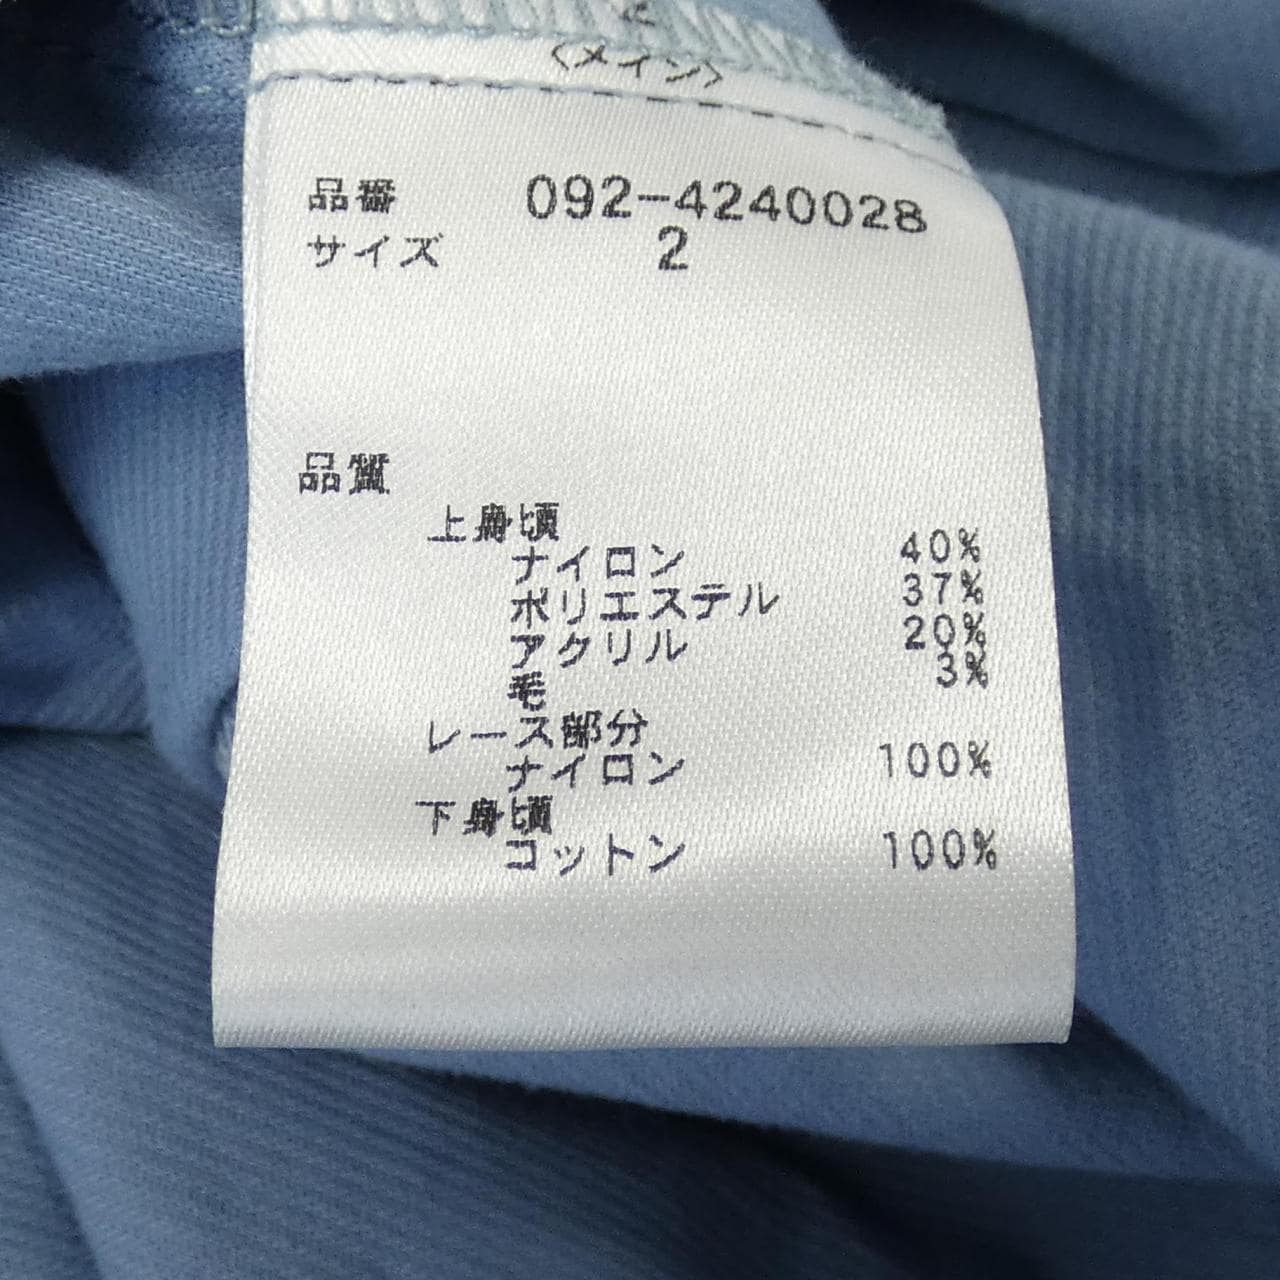 〈メイン〉
品番 092-4240028
サイズ 2
品質
上身頃
ナイロン 40%
ポリエステル 37%
アクリル 20%
毛 3%
レース部分
ナイロン 100%
下身頃
コットン 100%